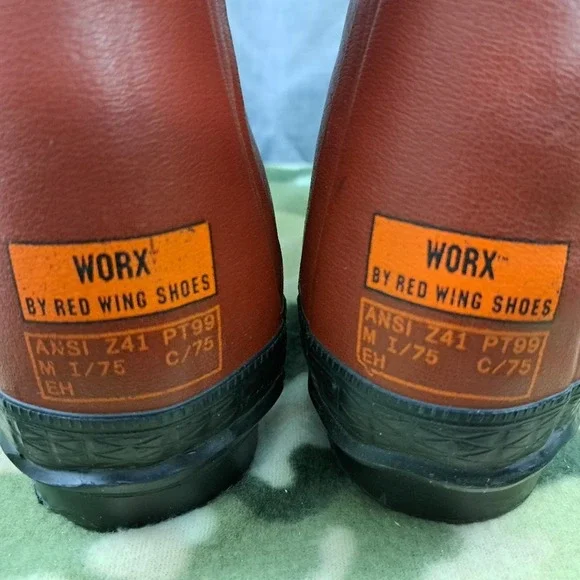 WORX
BY RED WING SHOES
ANSI Z41 PT99
M I/75 C/75
EH
WORX™
BY RED WING SHOES
ANSI Z41 PT99
M I/75 C/75
EH